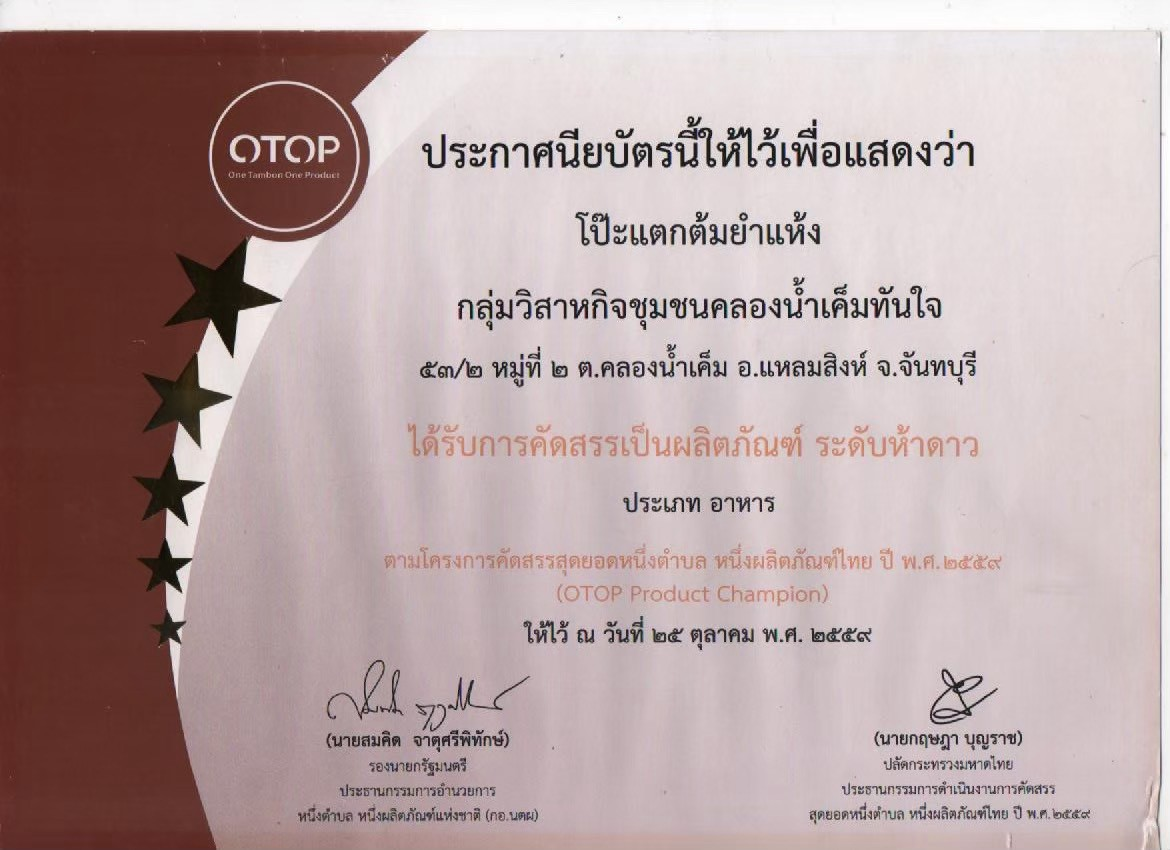 OTOP
One Tambon One Product
ประกาศนียบัตรนี้ให้ไว้เพื่อแสดงว่า
โป๊ะแตกต้มยำแห้ง
กลุ่มวิสาหกิจชุมชนคลองน้ำเค็มทันใจ
๕๓/๒ หมู่ที่ ๒ ต.คลองน้ำเค็ม อ.แหลมสิงห์ จ.จันทบุรี
ได้รับการคัดสรรเป็นผลิตภัณฑ์ ระดับห้าดาว
ประเภท อาหาร
ตามโครงการคัดสรรสุดยอดหนึ่งตำบล หนึ่งผลิตภัณฑ์ไทย ปี พ.ศ.๒๕๕๙
(OTOP Product Champion)
ให้ไว้ ณ วันที่ ๒๕ ตุลาคม พ.ศ. ๒๕๕๙
(นายสมคิด จาตุศรีพิทักษ์)
รองนายกรัฐมนตรี
ประธานกรรมการอำนวยการ
หนึ่งตำบล หนึ่งผลิตภัณฑ์แห่งชาติ (กอ.นตผ)
(นายกฤษฎา บุญราช)
ปลัดกระทรวงมหาดไทย
ประธานกรรมการดำเนินงานการคัดสรร
สุดยอดหนึ่งตำบล หนึ่งผลิตภัณฑ์ไทย ปี พ.ศ.๒๕๕๙